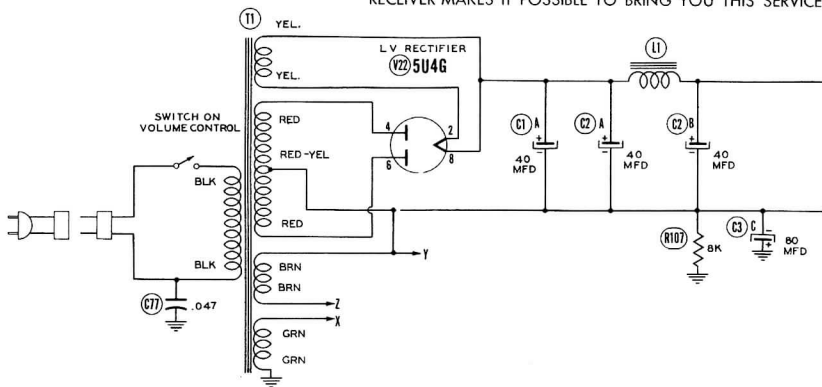 RECEIVER MAKES IT POSSIBLE TO BRING YOU THIS SERVICE
T1
YEL.
YEL.
L V RECTIFIER
V22 5U4G
L1
SWITCH ON
VOLUME CONTROL
RED
RED-YEL
RED
BLK
BLK
4
6
2
8
C1 A
40
MFD
C2 A
40
MFD
C2 B
40
MFD
R107
8K
C3 C
80
MFD
BRN
BRN
Y
Z
X
GRN
GRN
C77
.047